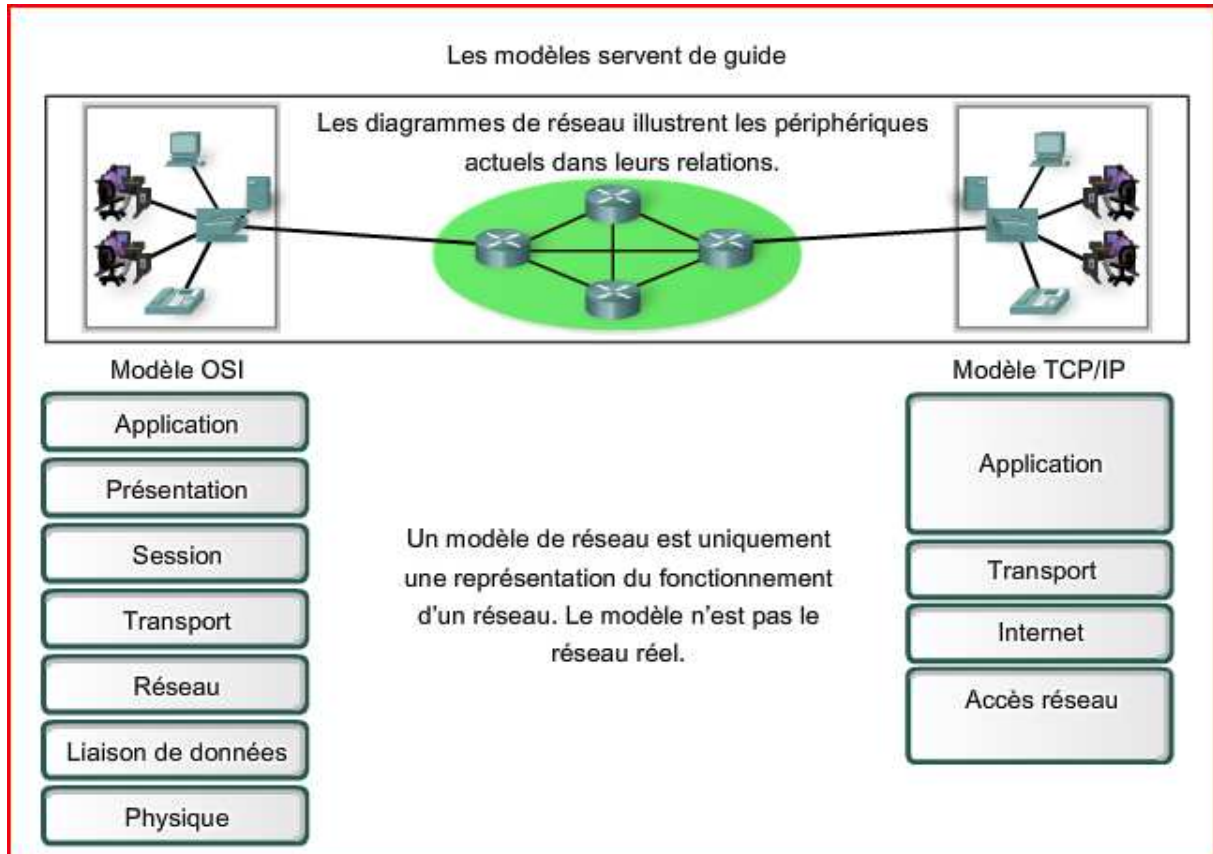 Les modèles servent de guide
Les diagrammes de réseau illustrent les périphériques
actuels dans leurs relations.
Modèle OSI
Application
Présentation
Session
Transport
Réseau
Liaison de données
Physique
Un modèle de réseau est uniquement
une représentation du fonctionnement
d'un réseau. Le modèle n'est pas le
réseau réel.
Modèle TCP/IP
Application
Transport
Internet
Accès réseau